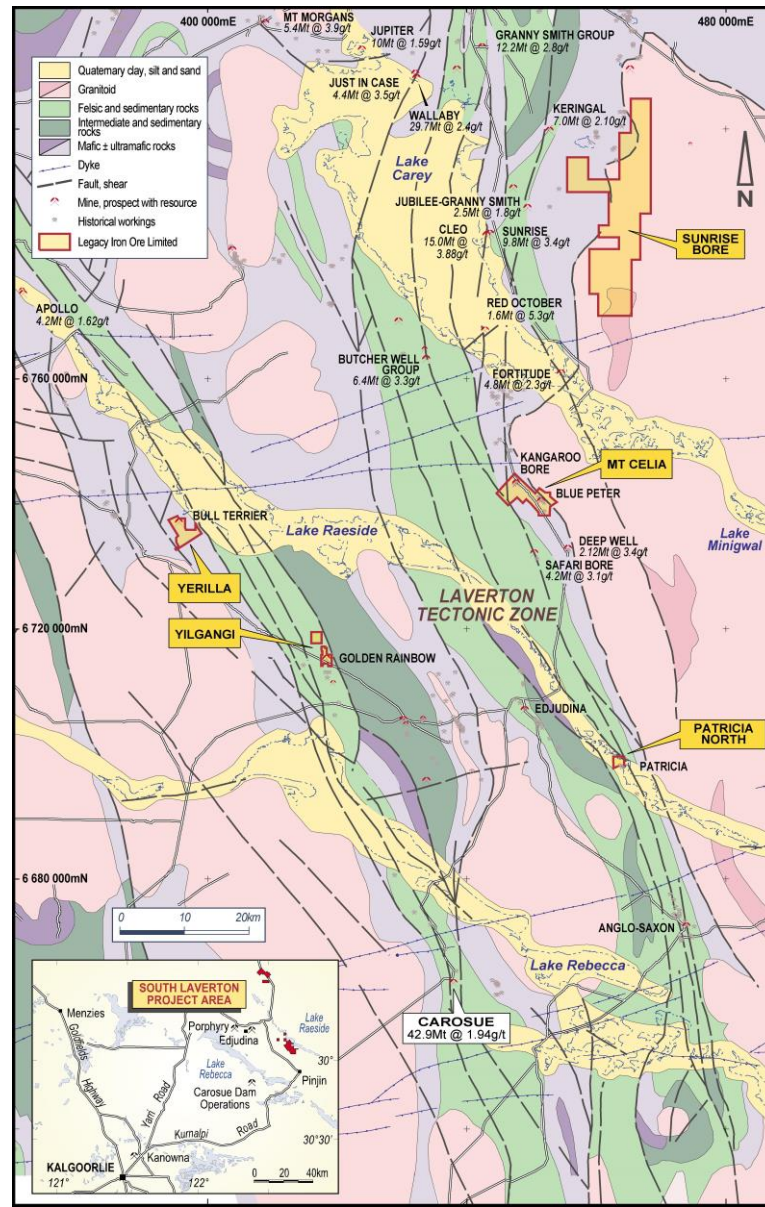 400 000mE
480 000mE
MT MORGANS
5.4Mt @ 3.9g/t
JUPITER
10Mt @ 1.59g/t
GRANNY SMITH GROUP
12.2Mt @ 2.8g/t
Quaternary clay, silt and sand
Granitoid
Felsic and sedimentary rocks
Intermediate and sedimentary
rocks
Mafic ± ultramafic rocks
Dyke
Fault, shear
Mine, prospect with resource
Historical workings
Legacy Iron Ore Limited
JUST IN CASE
4.4Mt @ 3.5g/t
WALLABY
29.7Mt @ 2.4g/t
KERINGAL
7.0Mt @ 2.10g/t
Lake
Carey
N
JUBILEE-GRANNY SMITH
2.5Mt @ 1.8g/t
CLEO
15.0Mt @
3.88g/t
SUNRISE
9.8Mt @ 3.4g/t
SUNRISE
BORE
APOLLO
4.2Mt @ 1.62g/t
RED OCTOBER
1.6Mt @ 5.3g/t
BUTCHER WELL
GROUP
6.4Mt @ 3.3g/t
6 760 000mN
FORTITUDE
4.8Mt @ 2.3g/t
KANGAROO
BORE
MT CELIA
BLUE PETER
BULL TERRIER
Lake Raeside
Lake
Minigwal
DEEP WELL
2.12Mt @ 3.4g/t
SAFARI BORE
4.2Mt @ 3.1g/t
YERILLA
LAVERTON
TECTONIC ZONE
6 720 000mN
YILGANGI
GOLDEN RAINBOW
EDJUDINA
PATRICIA
NORTH
PATRICIA
6 680 000mN
0 10 20km
ANGLO-SAXON
Lake Rebecca
CAROSUE
42.9Mt @ 1.94g/t
SOUTH LAVERTON
PROJECT AREA
Menzies
Goldfields
Highway
Porphyry
Edjudina
Lake
Raeside
Lake
Rebecca
30°
Pinjin
Yarri Road
Carosue Dam
Operations
Kurnalpi Road
30°30'
Kanowna
KALGOORLIE
0 20 40km
121°
122°